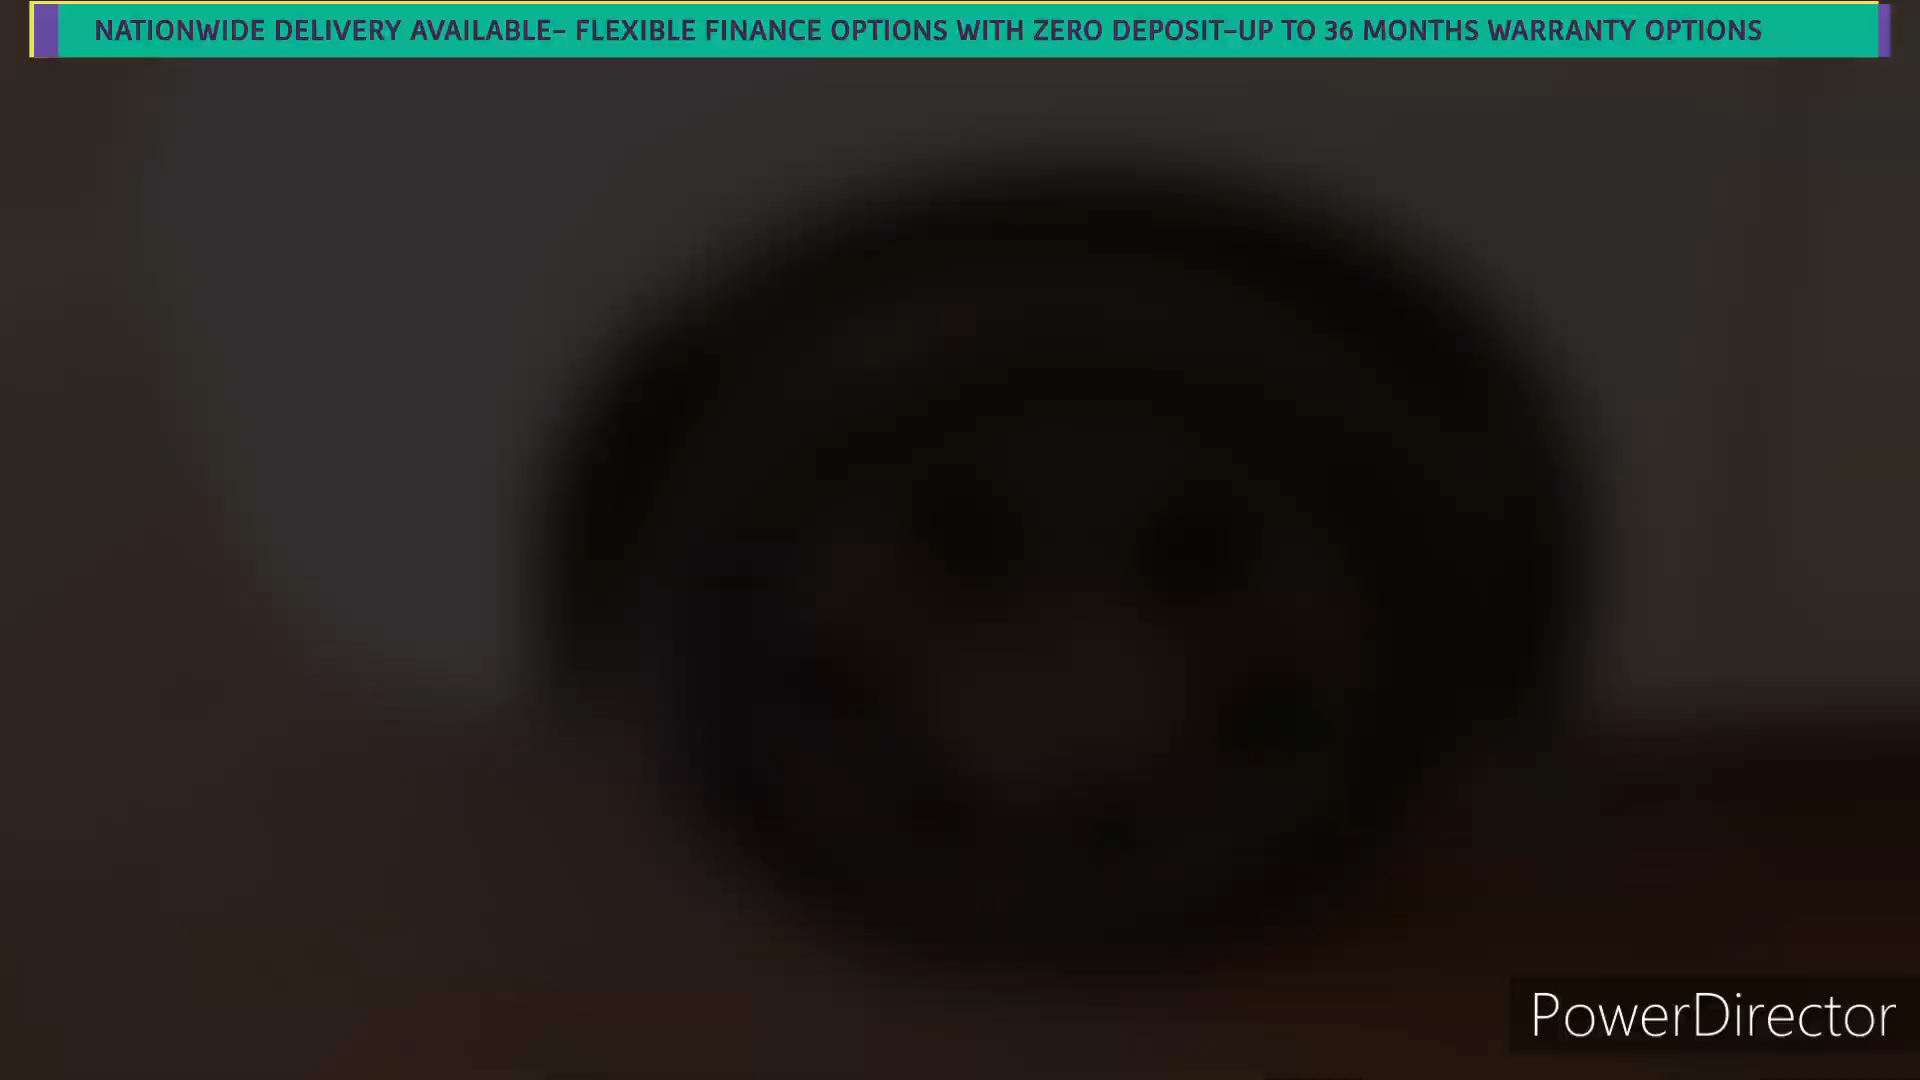 NATIONWIDE DELIVERY AVAILABLE– FLEXIBLE FINANCE OPTIONS WITH ZERO DEPOSIT–UP TO 36 MONTHS WARRANTY OPTIONS
PowerDirector